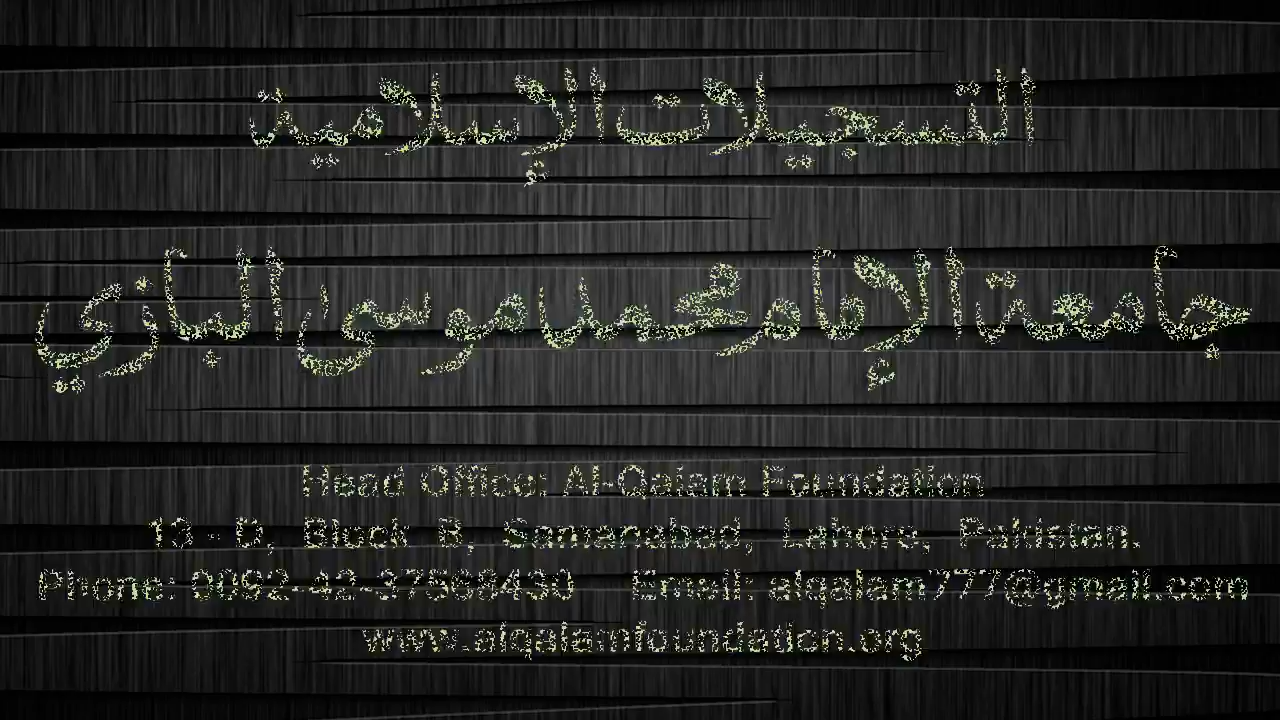 التسجيلات الإسلامية
جامعة الإمام محمد موسى البازي
Head Office: Al-Qalam Foundation
13 - D, Block B, Samanabad, Lahore, Pakistan.
Phone: 0092-42-37568430 Email: alqalam777@gmail.com
www.alqalamfoundation.org